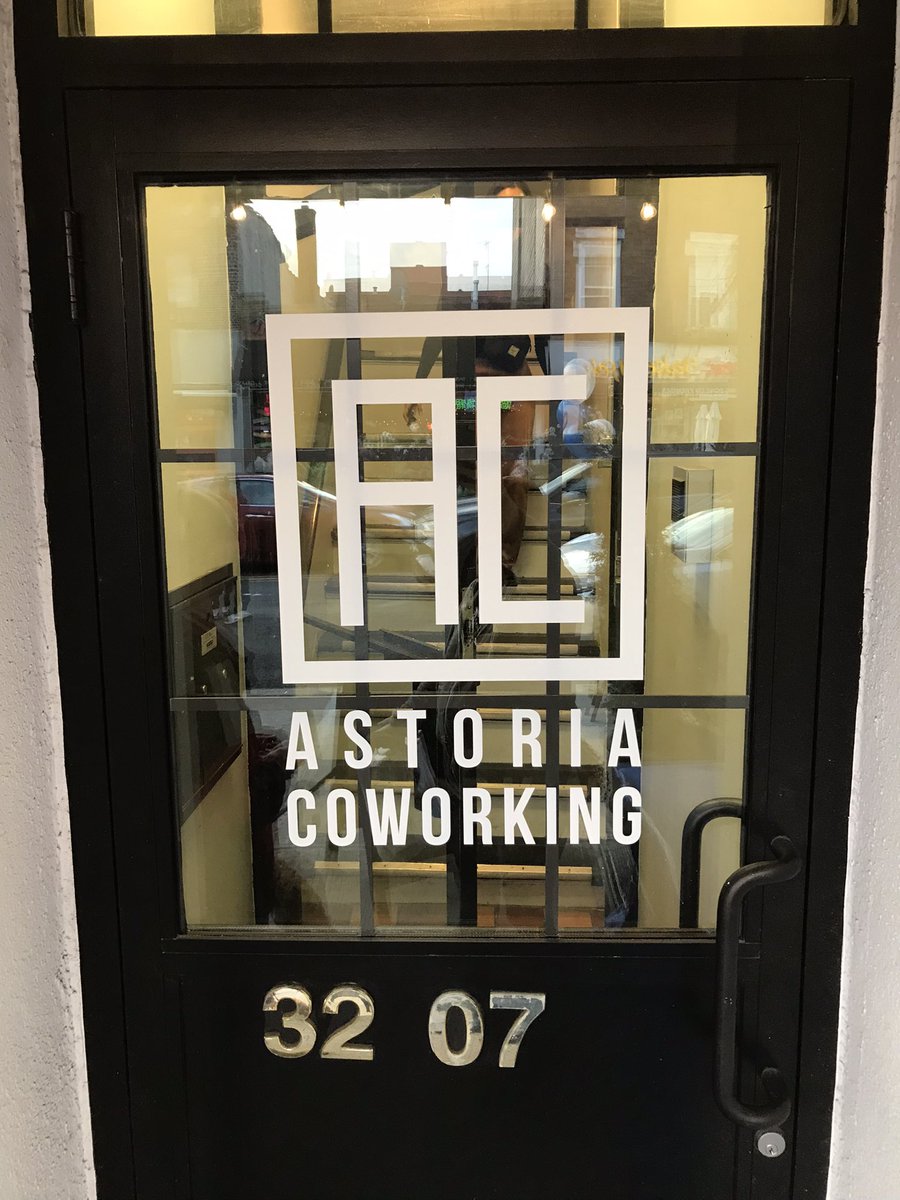 AC
ASTORIA
COWORKING
32 07